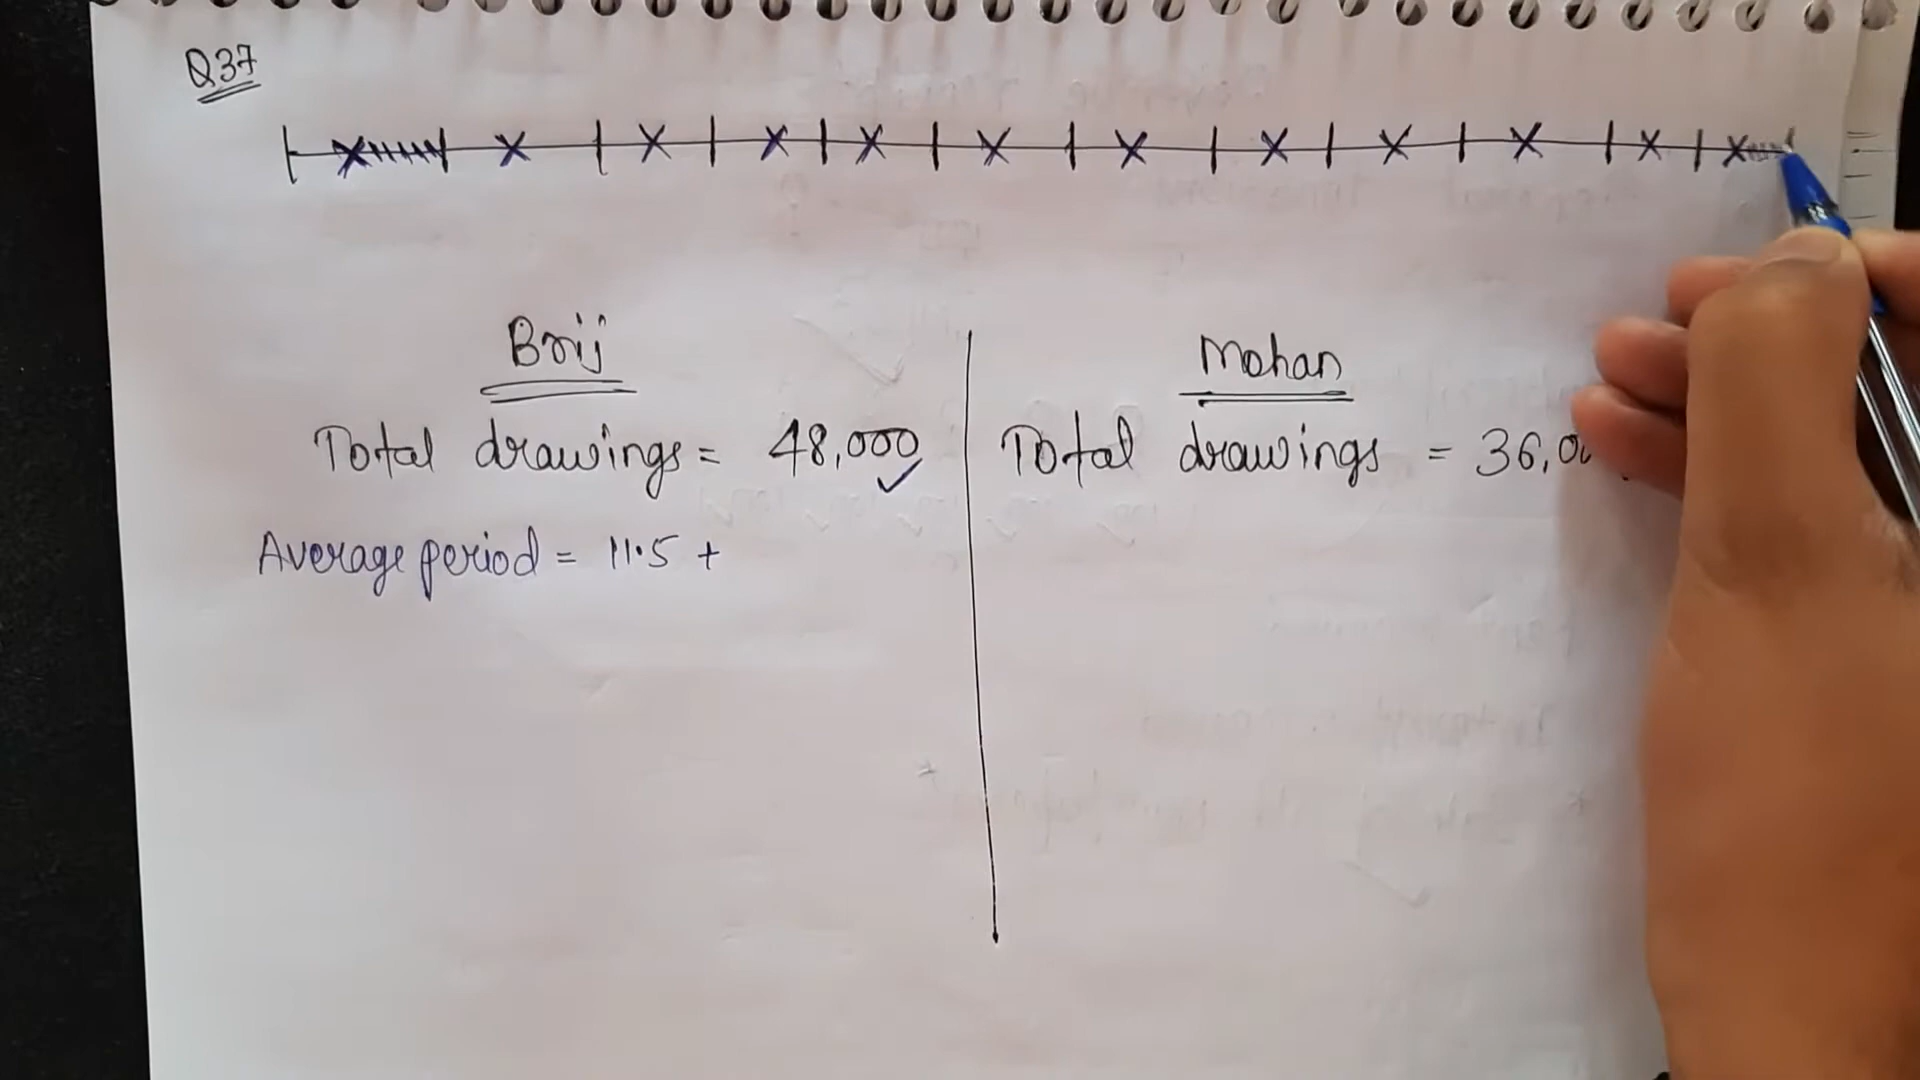 Q37
Brij
Total drawings = 48,000
Average period = 11.5 +
Mohan
Total drawings = 36,0